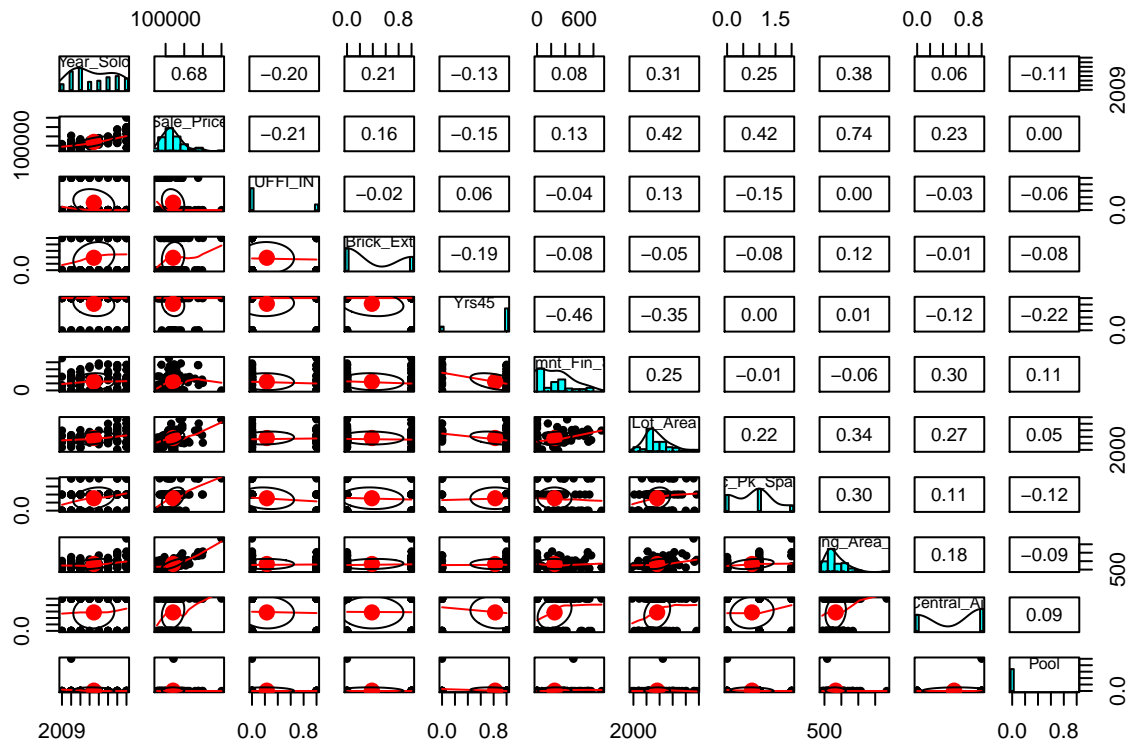 100000 0.0 0.8 0 600 0.0 1.5 0.0 0.8
Year_Sold 0.68 −0.20 0.21 −0.13 0.08 0.31 0.25 0.38 0.06 −0.11 2009
100000 Sale_Price −0.21 0.16 −0.15 0.13 0.42 0.42 0.74 0.23 0.00
UFFI_IN −0.02 0.06 −0.04 0.13 −0.15 0.00 −0.03 −0.06 0.0
0.0 Brick_Ext −0.19 −0.08 −0.05 −0.08 0.12 −0.01 −0.08
Yrs45 −0.46 −0.35 0.00 0.01 −0.12 −0.22 0.0
0 mnt_Fin_ 0.25 −0.01 −0.06 0.30 0.11
Lot_Area 0.22 0.34 0.27 0.05 2000
0.0 c_Pk_Spa 0.30 0.11 −0.12
ng_Area_ 0.18 −0.09 500
0.0 Central_A 0.09
Pool 0.0
2009 0.0 0.8 0.0 0.8 2000 500 0.0 0.8